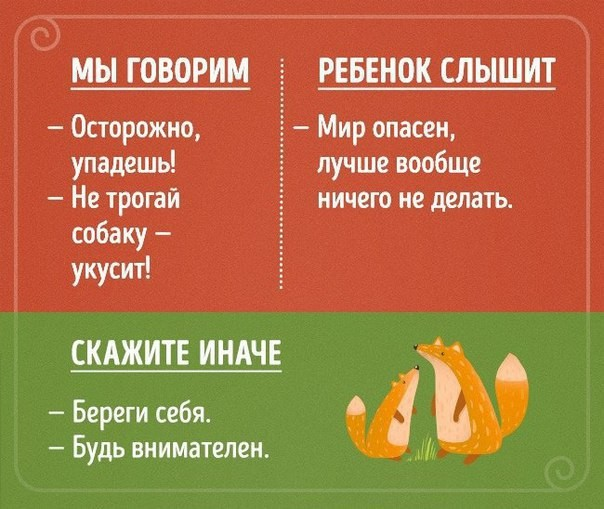 МЫ ГОВОРИМ
– Осторожно,
упадешь!
– Не трогай
собаку –
укусит!
РЕБЕНОК СЛЫШИТ
– Мир опасен,
лучше вообще
ничего не делать.
СКАЖИТЕ ИНАЧЕ
– Береги себя.
– Будь внимателен.